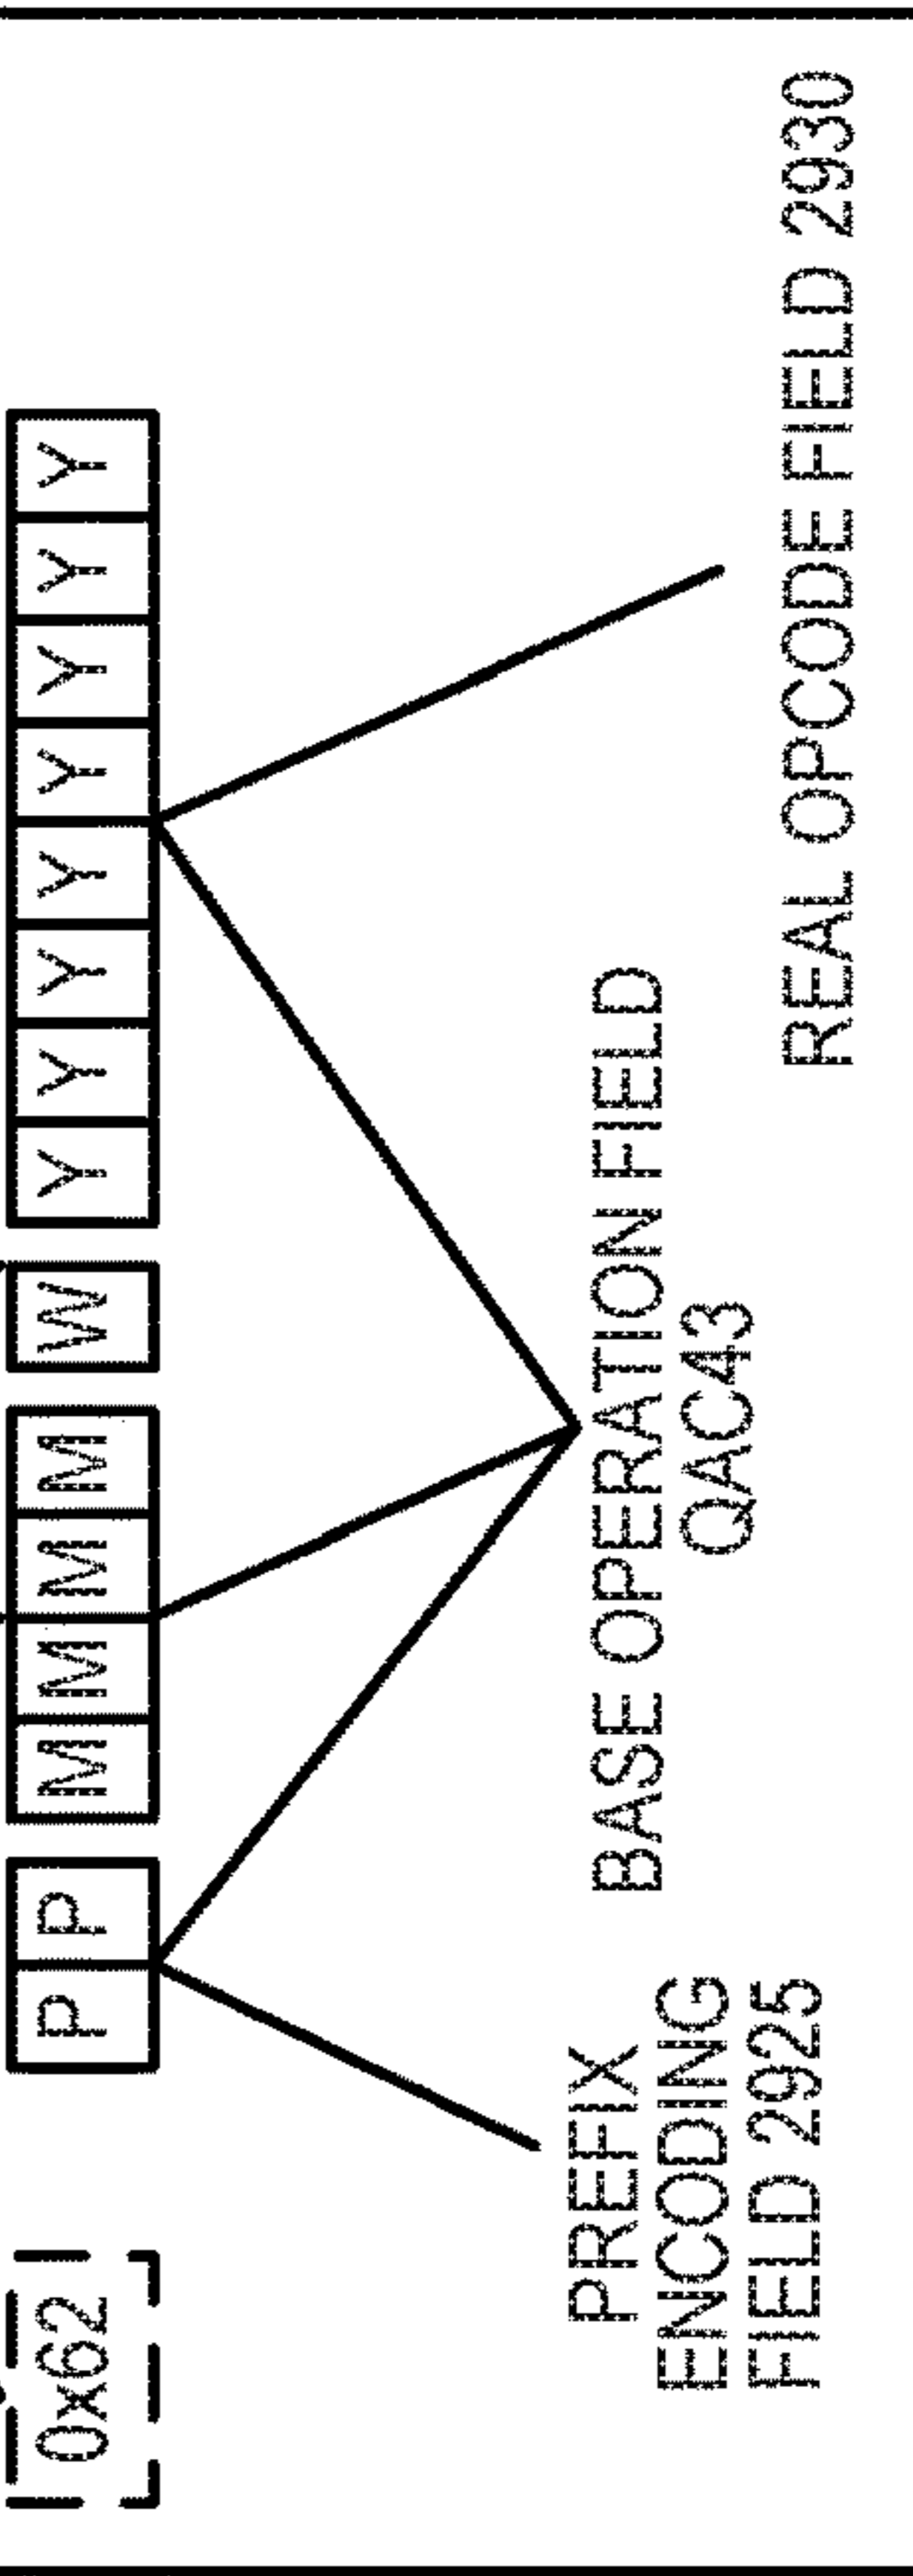 0x62 P P M M M M W Y Y Y Y Y Y Y Y
PREFIX
ENCODING
FIELD 2925
BASE OPERATION FIELD
QAC43
REAL OPCODE FIELD 2930